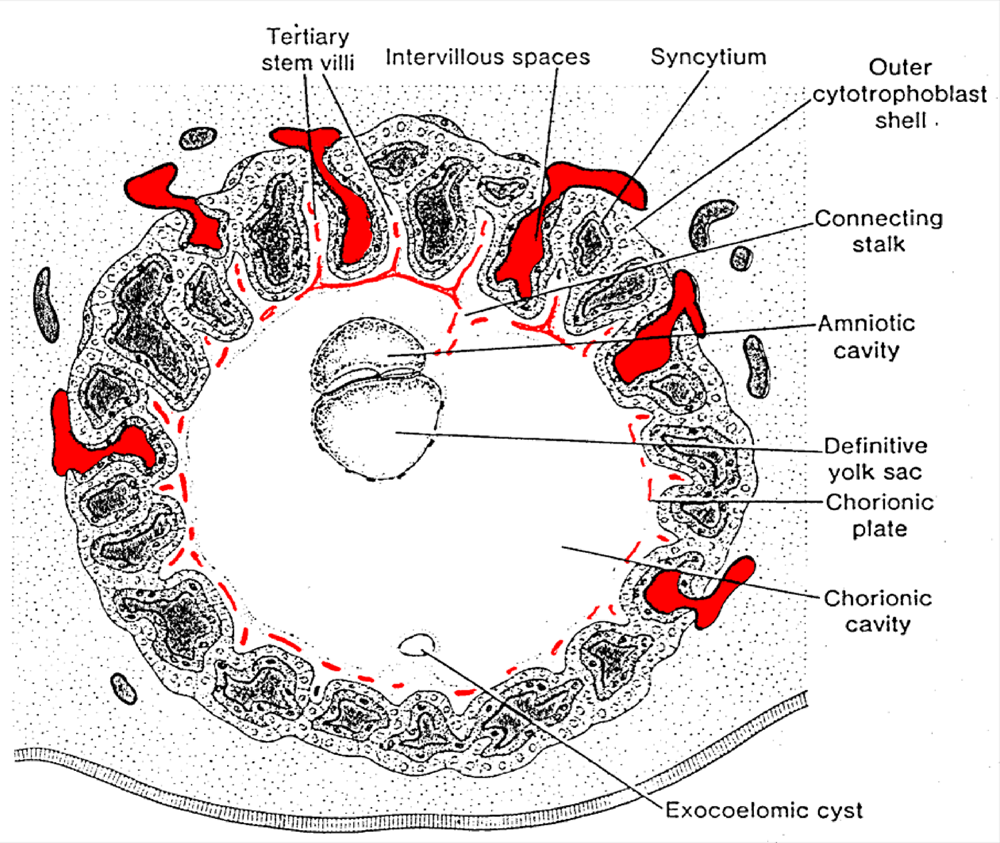 Tertiary
stem villi
Intervillous spaces
Syncytium
Outer
cytotrophoblast
shell
Connecting
stalk
Amniotic
cavity
Definitive
yolk sac
Chorionic
plate
Chorionic
cavity
Exocoelomic cyst